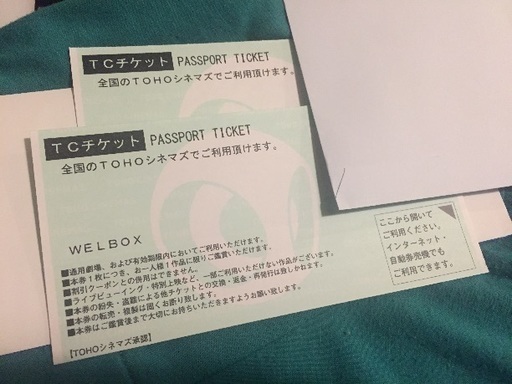 TCチケット PASSPORT TICKET
全国のTOHOシネマズでご利用頂けます。
TCチケット PASSPORT TICKET
全国のTOHOシネマズでご利用頂けます。
WELBOX
■適用劇場、および有効期限内においてご利用いただけます。
■本券1枚につき、お一人様1作品に限りご鑑賞いただけます。
■割引クーポンとの併用はできません。
■ライブビューイング・特別上映など、一部ご利用いただけない作品がございます。
■本券の紛失・盗難による他チケットとの交換・返金・再発行は致しかねます。
■本券の転売・複製は固くお断り致します。
■本券はご鑑賞後まで大切にお持ちいただきますようお願い致します。
【TOHOシネマズ承認】
ここから開いて
ご利用ください。
インターネット・
自動券売機でも
ご利用できます。